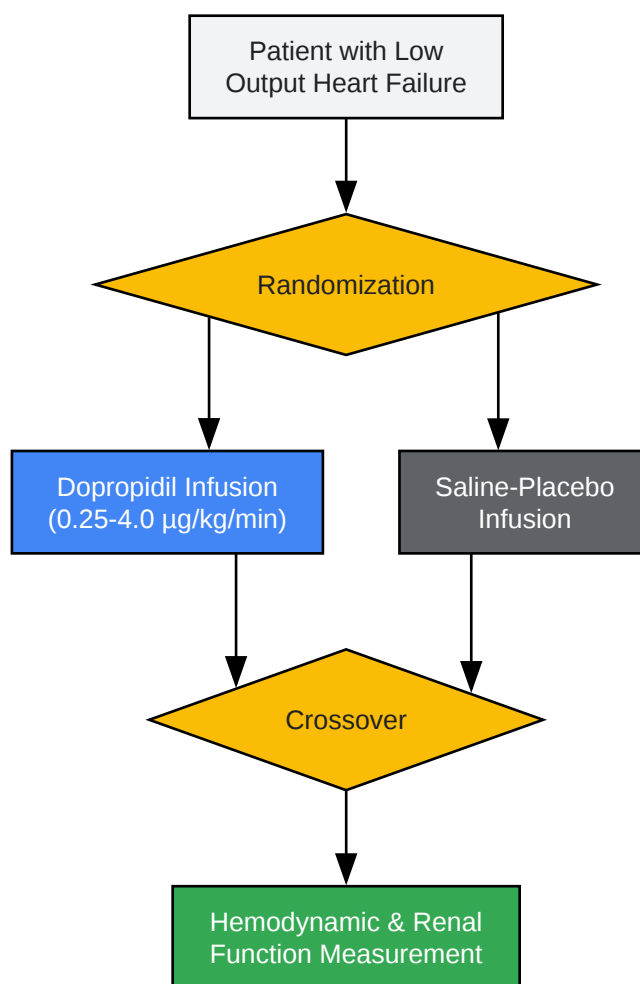 Patient with Low
Output Heart Failure
Randomization
Dopropidil Infusion
(0.25-4.0 µg/kg/min)
Saline-Placebo
Infusion
Crossover
Hemodynamic & Renal
Function Measurement